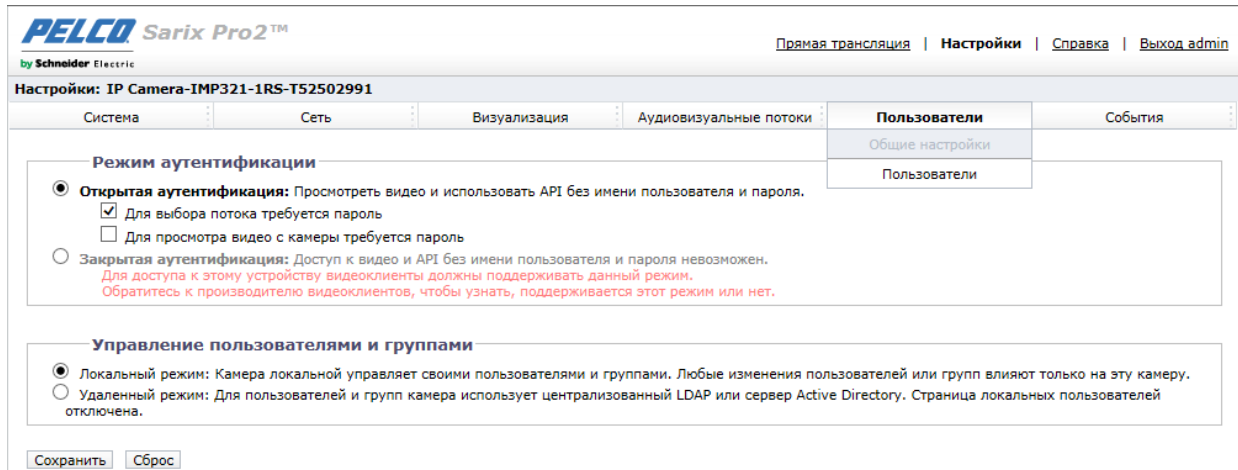 PELCO Sarix Pro2™
by Schneider Electric
Прямая трансляция | Настройки | Справка | Выход admin
Настройки: IP Camera-IMP321-1RS-T52502991
Система Сеть Визуализация Аудиовизуальные потоки Пользователи События
Общие настройки
Пользователи
Режим аутентификации
Открытая аутентификация: Просмотреть видео и использовать API без имени пользователя и пароля.
Для выбора потока требуется пароль
Для просмотра видео с камеры требуется пароль
Закрытая аутентификация: Доступ к видео и API без имени пользователя и пароля невозможен.
Для доступа к этому устройству видеоклиенты должны поддерживать данный режим.
Обратитесь к производителю видеоклиентов, чтобы узнать, поддерживается этот режим или нет.
Управление пользователями и группами
Локальный режим: Камера локальной управляет своими пользователями и группами. Любые изменения пользователей или групп влияют только на эту камеру.
Удаленный режим: Для пользователей и групп камера использует централизованный LDAP или сервер Active Directory. Страница локальных пользователей
отключена.
Сохранить Сброс